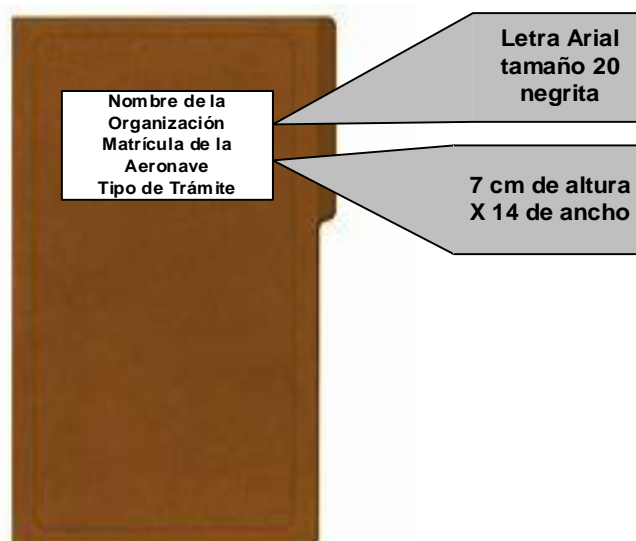 Nombre de la
Organización
Matrícula de la
Aeronave
Tipo de Trámite
Letra Arial
tamaño 20
negrita
7 cm de altura
X 14 de ancho